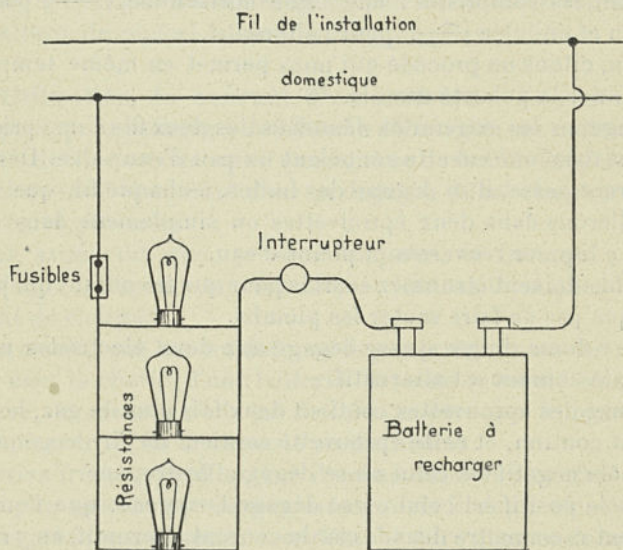 Fil de l'installation
domestique
Interrupteur
Fusibles
Résistances
Batterie à
recharger